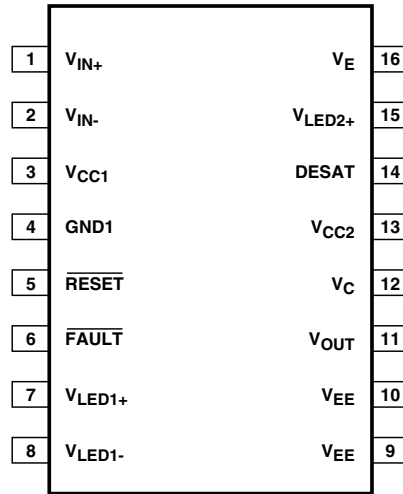 1 V_IN+ V_E 16
2 V_IN- V_LED2+ 15
3 V_CC1 DESAT 14
4 GND1 V_CC2 13
5 RESET V_C 12
6 FAULT V_OUT 11
7 V_LED1+ V_EE 10
8 V_LED1- V_EE 9